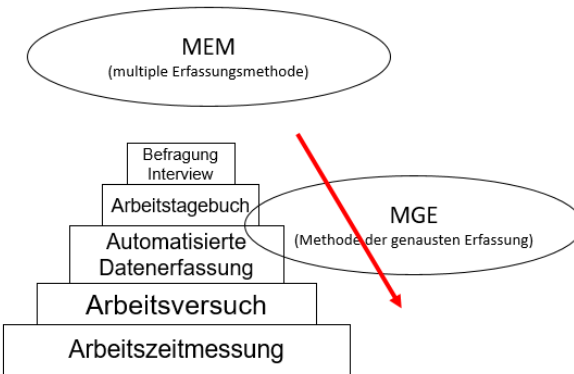 MEM
(multiple Erfassungsmethode)
Befragung
Interview
Arbeitstagebuch
MGE
(Methode der genausten Erfassung)
Automatisierte
Datenerfassung
Arbeitsversuch
Arbeitszeitmessung